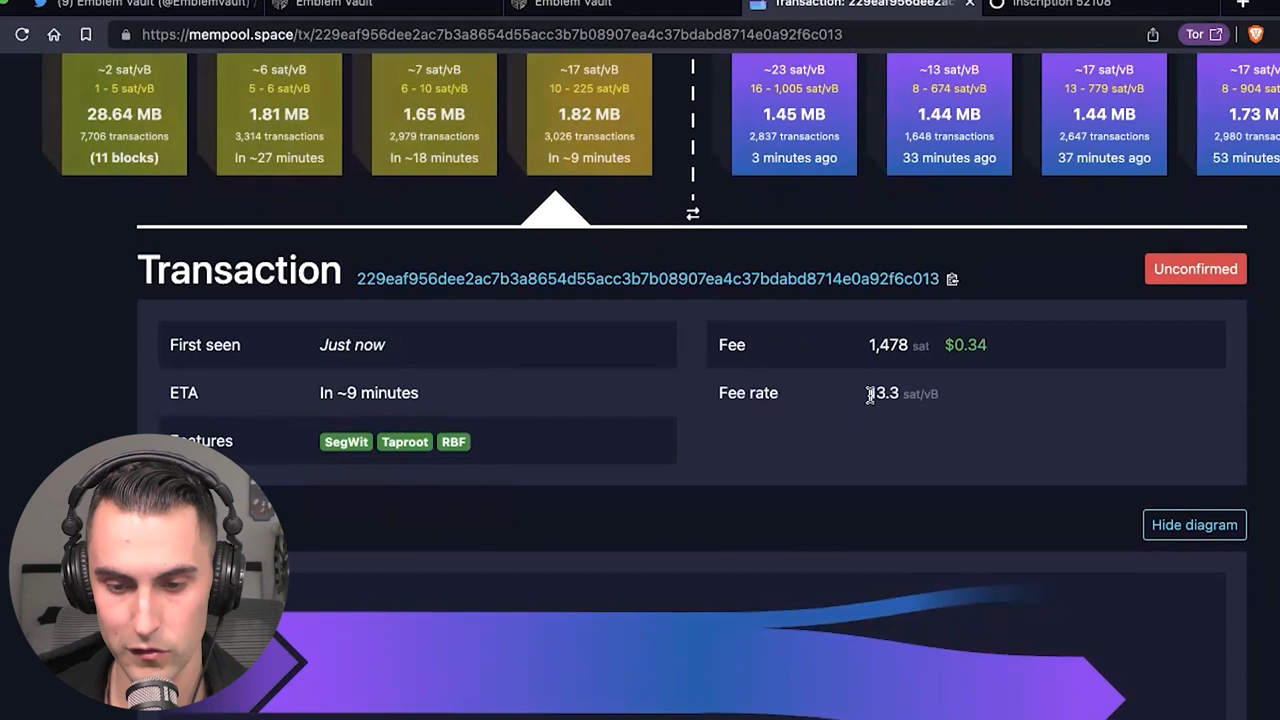 (9) Emblem Vault (@EmblemVault)
Emblem Vault
Emblem Vault
Transaction: 229eaf956dee2ac
Inscription 52108
https://mempool.space/tx/229eaf956dee2ac7b3a8654d55acc3b7b08907ea4c37bdabd8714e0a92f6c013
Tor
~2 sat/vB
1 - 5 sat/vB
28.64 MB
7,706 transactions
(11 blocks)
~6 sat/vB
5 - 6 sat/vB
1.81 MB
3,314 transactions
In ~27 minutes
~7 sat/vB
6 - 10 sat/vB
1.65 MB
2,979 transactions
In ~18 minutes
~17 sat/vB
10 - 225 sat/vB
1.82 MB
3,026 transactions
In ~9 minutes
~23 sat/vB
16 - 1,005 sat/vB
1.45 MB
2,837 transactions
3 minutes ago
~13 sat/vB
8 - 674 sat/vB
1.44 MB
1,648 transactions
33 minutes ago
~17 sat/vB
13 - 779 sat/vB
1.44 MB
2,647 transactions
37 minutes ago
~17 sat/vB
8 - 904 sat/
1.73 M
2,980 transac
53 minutes
Transaction 229eaf956dee2ac7b3a8654d55acc3b7b08907ea4c37bdabd8714e0a92f6c013
Unconfirmed
First seen Just now
ETA In ~9 minutes
Features SegWit Taproot RBF
Fee 1,478 sat $0.34
Fee rate 3.3 sat/vB
Hide diagram